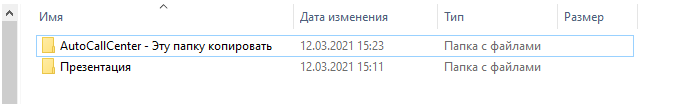 Имя Дата изменения Тип Размер
AutoCallCenter - Эту папку копировать 12.03.2021 15:23 Папка с файлами
Презентация 12.03.2021 15:11 Папка с файлами